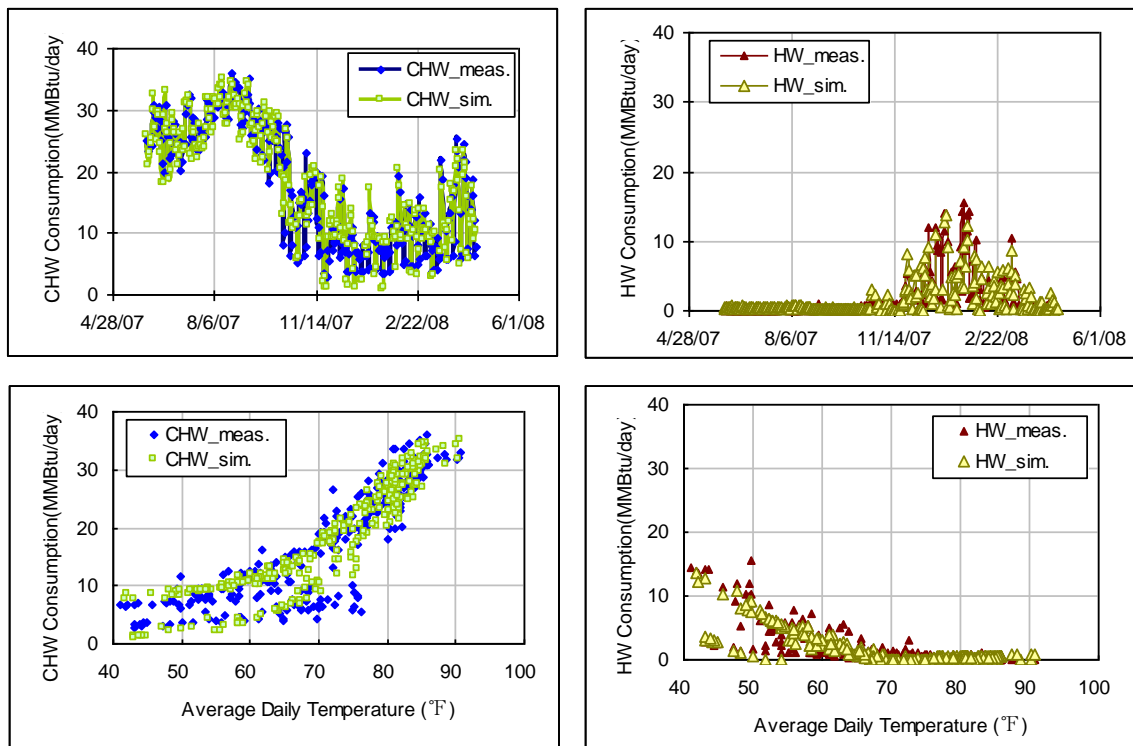 CHW Consumption(MMBtu/day
40
30
20
10
0
4/28/07 8/6/07 11/14/07 2/22/08 6/1/08
CHW_meas.
CHW_sim.
HW Consumption(MMBtu/day)
40
30
20
10
0
4/28/07 8/6/07 11/14/07 2/22/08 6/1/08
HW_meas.
HW_sim.
CHW Consumption(MMBtu/day
40
30
20
10
0
40 50 60 70 80 90 100
Average Daily Temperature (℉)
CHW_meas.
CHW_sim.
HW Consumption(MMBtu/day)
40
30
20
10
0
40 50 60 70 80 90 100
Average Daily Temperature (℉)
HW_meas.
HW_sim.